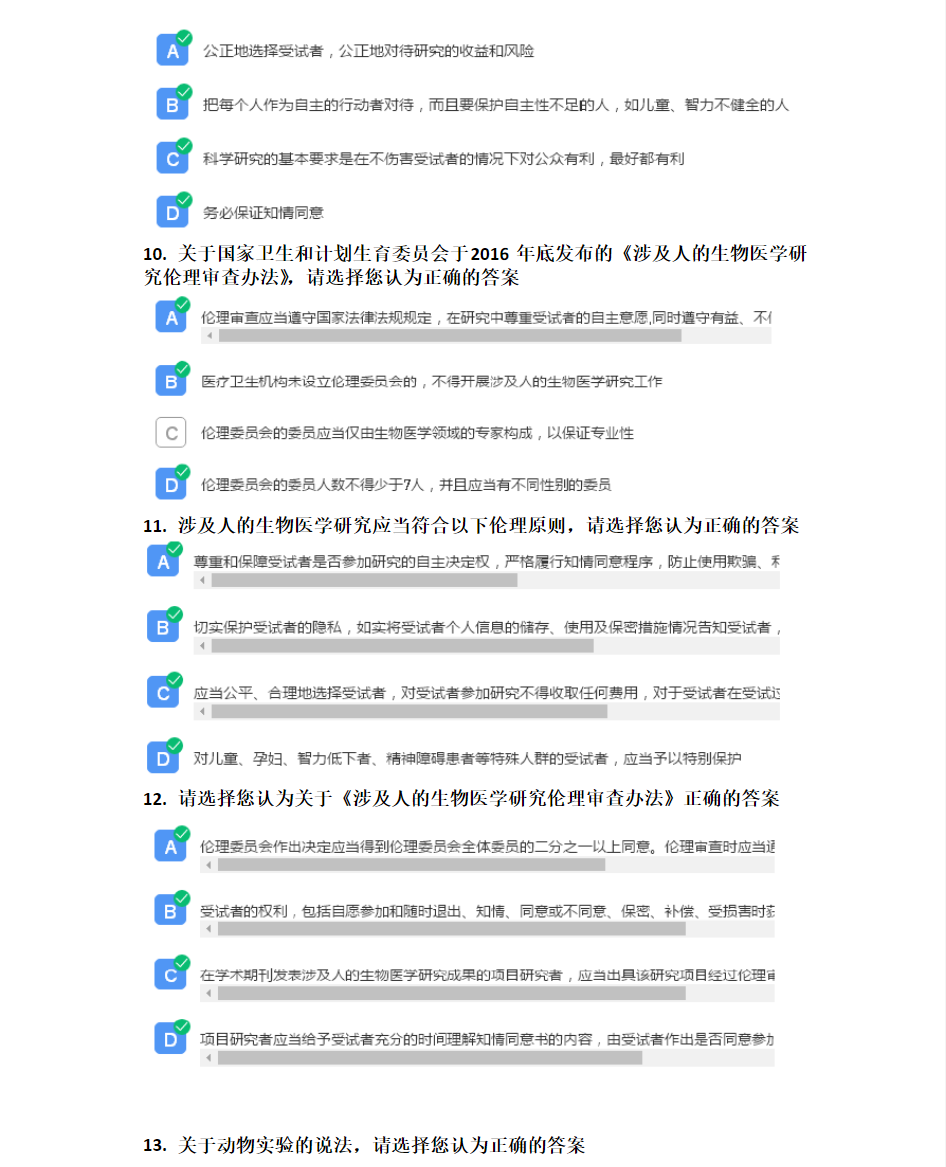 A 公正地选择受试者，公正地对待研究的收益和风险
B 把每个人作为自主的行动者对待，而且要保护自主性不足的人，如儿童、智力不健全的人
C 科学研究的基本要求是在不伤害受试者的情况下对公众有利，最好都有利
D 务必保证知情同意
10. 关于国家卫生和计划生育委员会于2016 年底发布的《涉及人的生物医学研
究伦理审查办法》，请选择您认为正确的答案
A 伦理审查应当遵守国家法律法规规定，在研究中尊重受试者的自主意愿,同时遵守有益、不
B 医疗卫生机构未设立伦理委员会的，不得开展涉及人的生物医学研究工作
C 伦理委员会的委员应当仅由生物医学领域的专家构成，以保证专业性
D 伦理委员会的委员人数不得少于7人，并且应当有不同性别的委员
11. 涉及人的生物医学研究应当符合以下伦理原则，请选择您认为正确的答案
A 尊重和保障受试者是否参加研究的自主决定权，严格履行知情同意程序，防止使用欺骗、
B 切实保护受试者的隐私，如实将受试者个人信息的储存、使用及保密措施情况告知受试者，
C 应当公平、合理地选择受试者，对受试者参加研究不得收取任何费用，对于受试者在受试过
D 对儿童、孕妇、智力低下者、精神障碍患者等特殊人群的受试者，应当予以特别保护
12. 请选择您认为关于《涉及人的生物医学研究伦理审查办法》正确的答案
A 伦理委员会作出决定应当得到伦理委员会全体委员的二分之一以上同意。伦理审查时应当通
B 受试者的权利，包括自愿参加和随时退出、知情、同意或不同意、保密、补偿、受损害时获
C 在学术期刊发表涉及人的生物医学研究成果的项目研究者，应当出具该研究项目经过伦理审
D 项目研究者应当给予受试者充分的时间理解知情同意书的内容，由受试者作出是否同意参加
13. 关于动物实验的说法，请选择您认为正确的答案